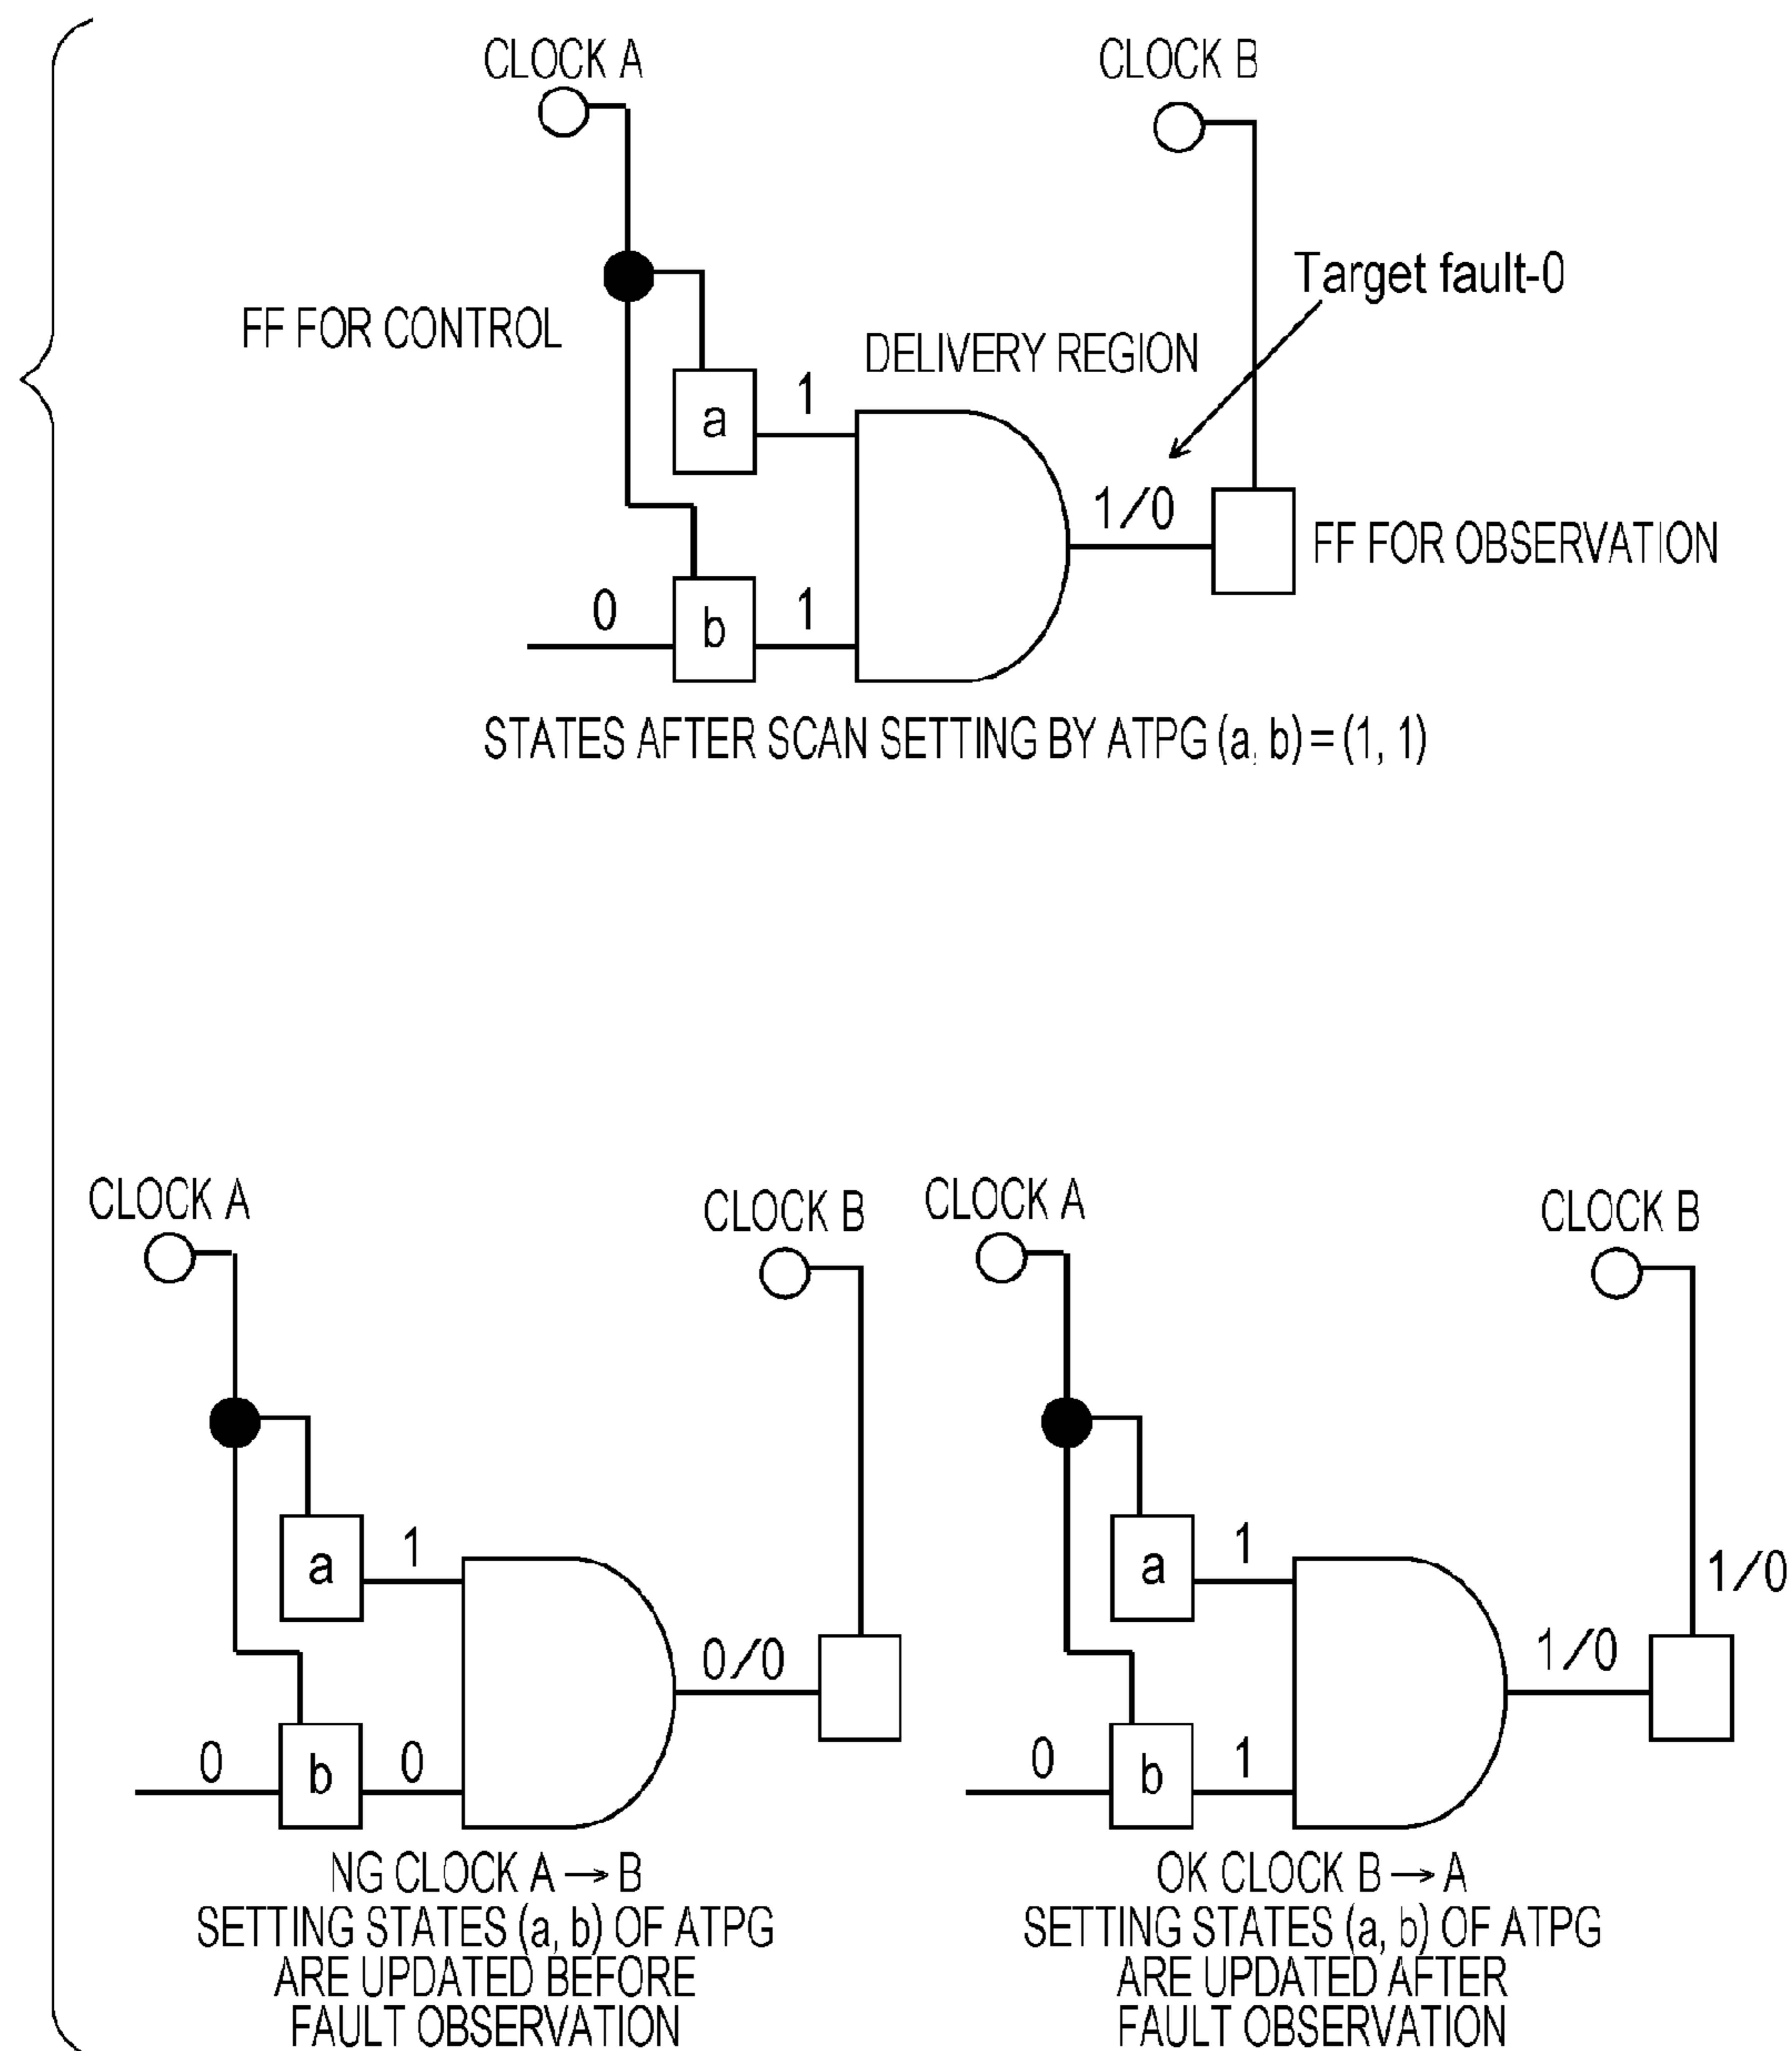 CLOCK A
CLOCK B
Target fault-0
FF FOR CONTROL
DELIVERY REGION
a
1
1/0
FF FOR OBSERVATION
0
b
1
STATES AFTER SCAN SETTING BY ATPG (a, b) = (1, 1)
CLOCK A
CLOCK B
a
1
0/0
0
b
0
NG CLOCK A → B
SETTING STATES (a, b) OF ATPG
ARE UPDATED BEFORE
FAULT OBSERVATION
CLOCK A
CLOCK B
a
1
1/0
1/0
0
b
1
OK CLOCK B → A
SETTING STATES (a, b) OF ATPG
ARE UPDATED AFTER
FAULT OBSERVATION